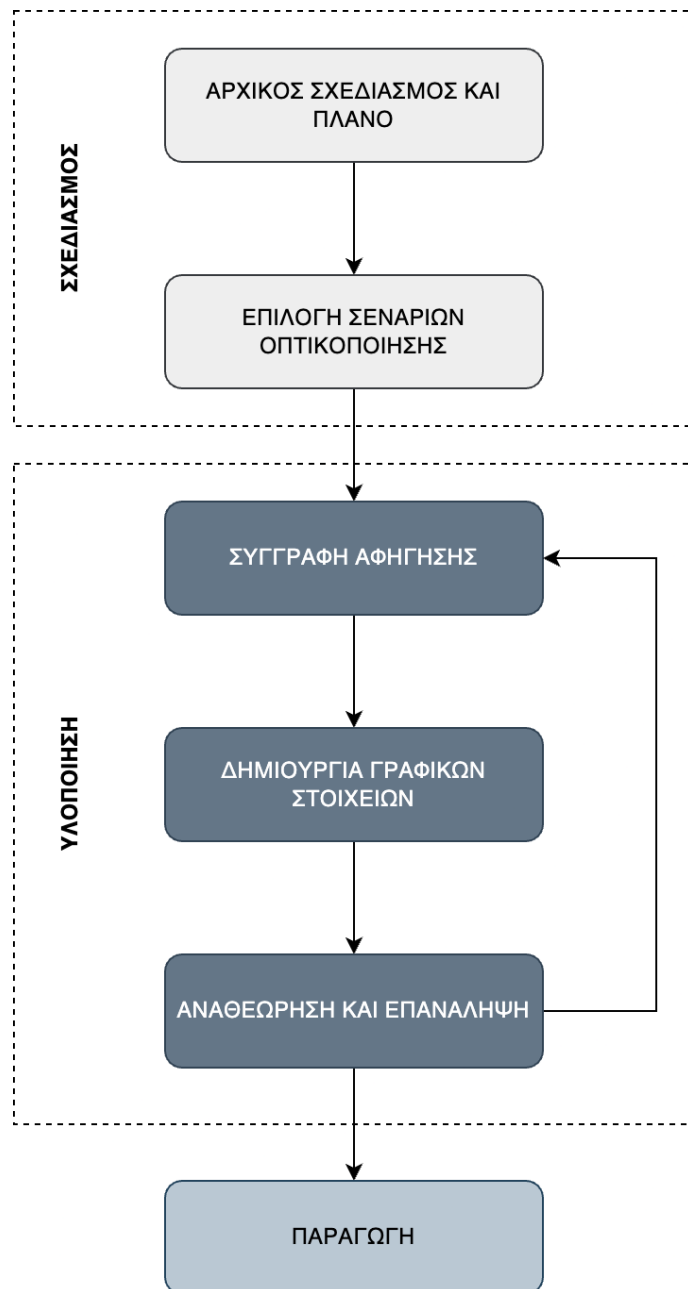 ΑΡΧΙΚΟΣ ΣΧΕΔΙΑΣΜΟΣ ΚΑΙ
ΠΛΑΝΟ
ΣΧΕΔΙΑΣΜΟΣ
ΕΠΙΛΟΓΗ ΣΕΝΑΡΙΩΝ
ΟΠΤΙΚΟΠΟΙΗΣΗΣ
ΣΥΓΓΡΑΦΗ ΑΦΗΓΗΣΗΣ
ΥΛΟΠΟΙΗΣΗ
ΔΗΜΙΟΥΡΓΙΑ ΓΡΑΦΙΚΩΝ
ΣΤΟΙΧΕΙΩΝ
ΑΝΑΘΕΩΡΗΣΗ ΚΑΙ ΕΠΑΝΑΛΗΨΗ
ΠΑΡΑΓΩΓΗ